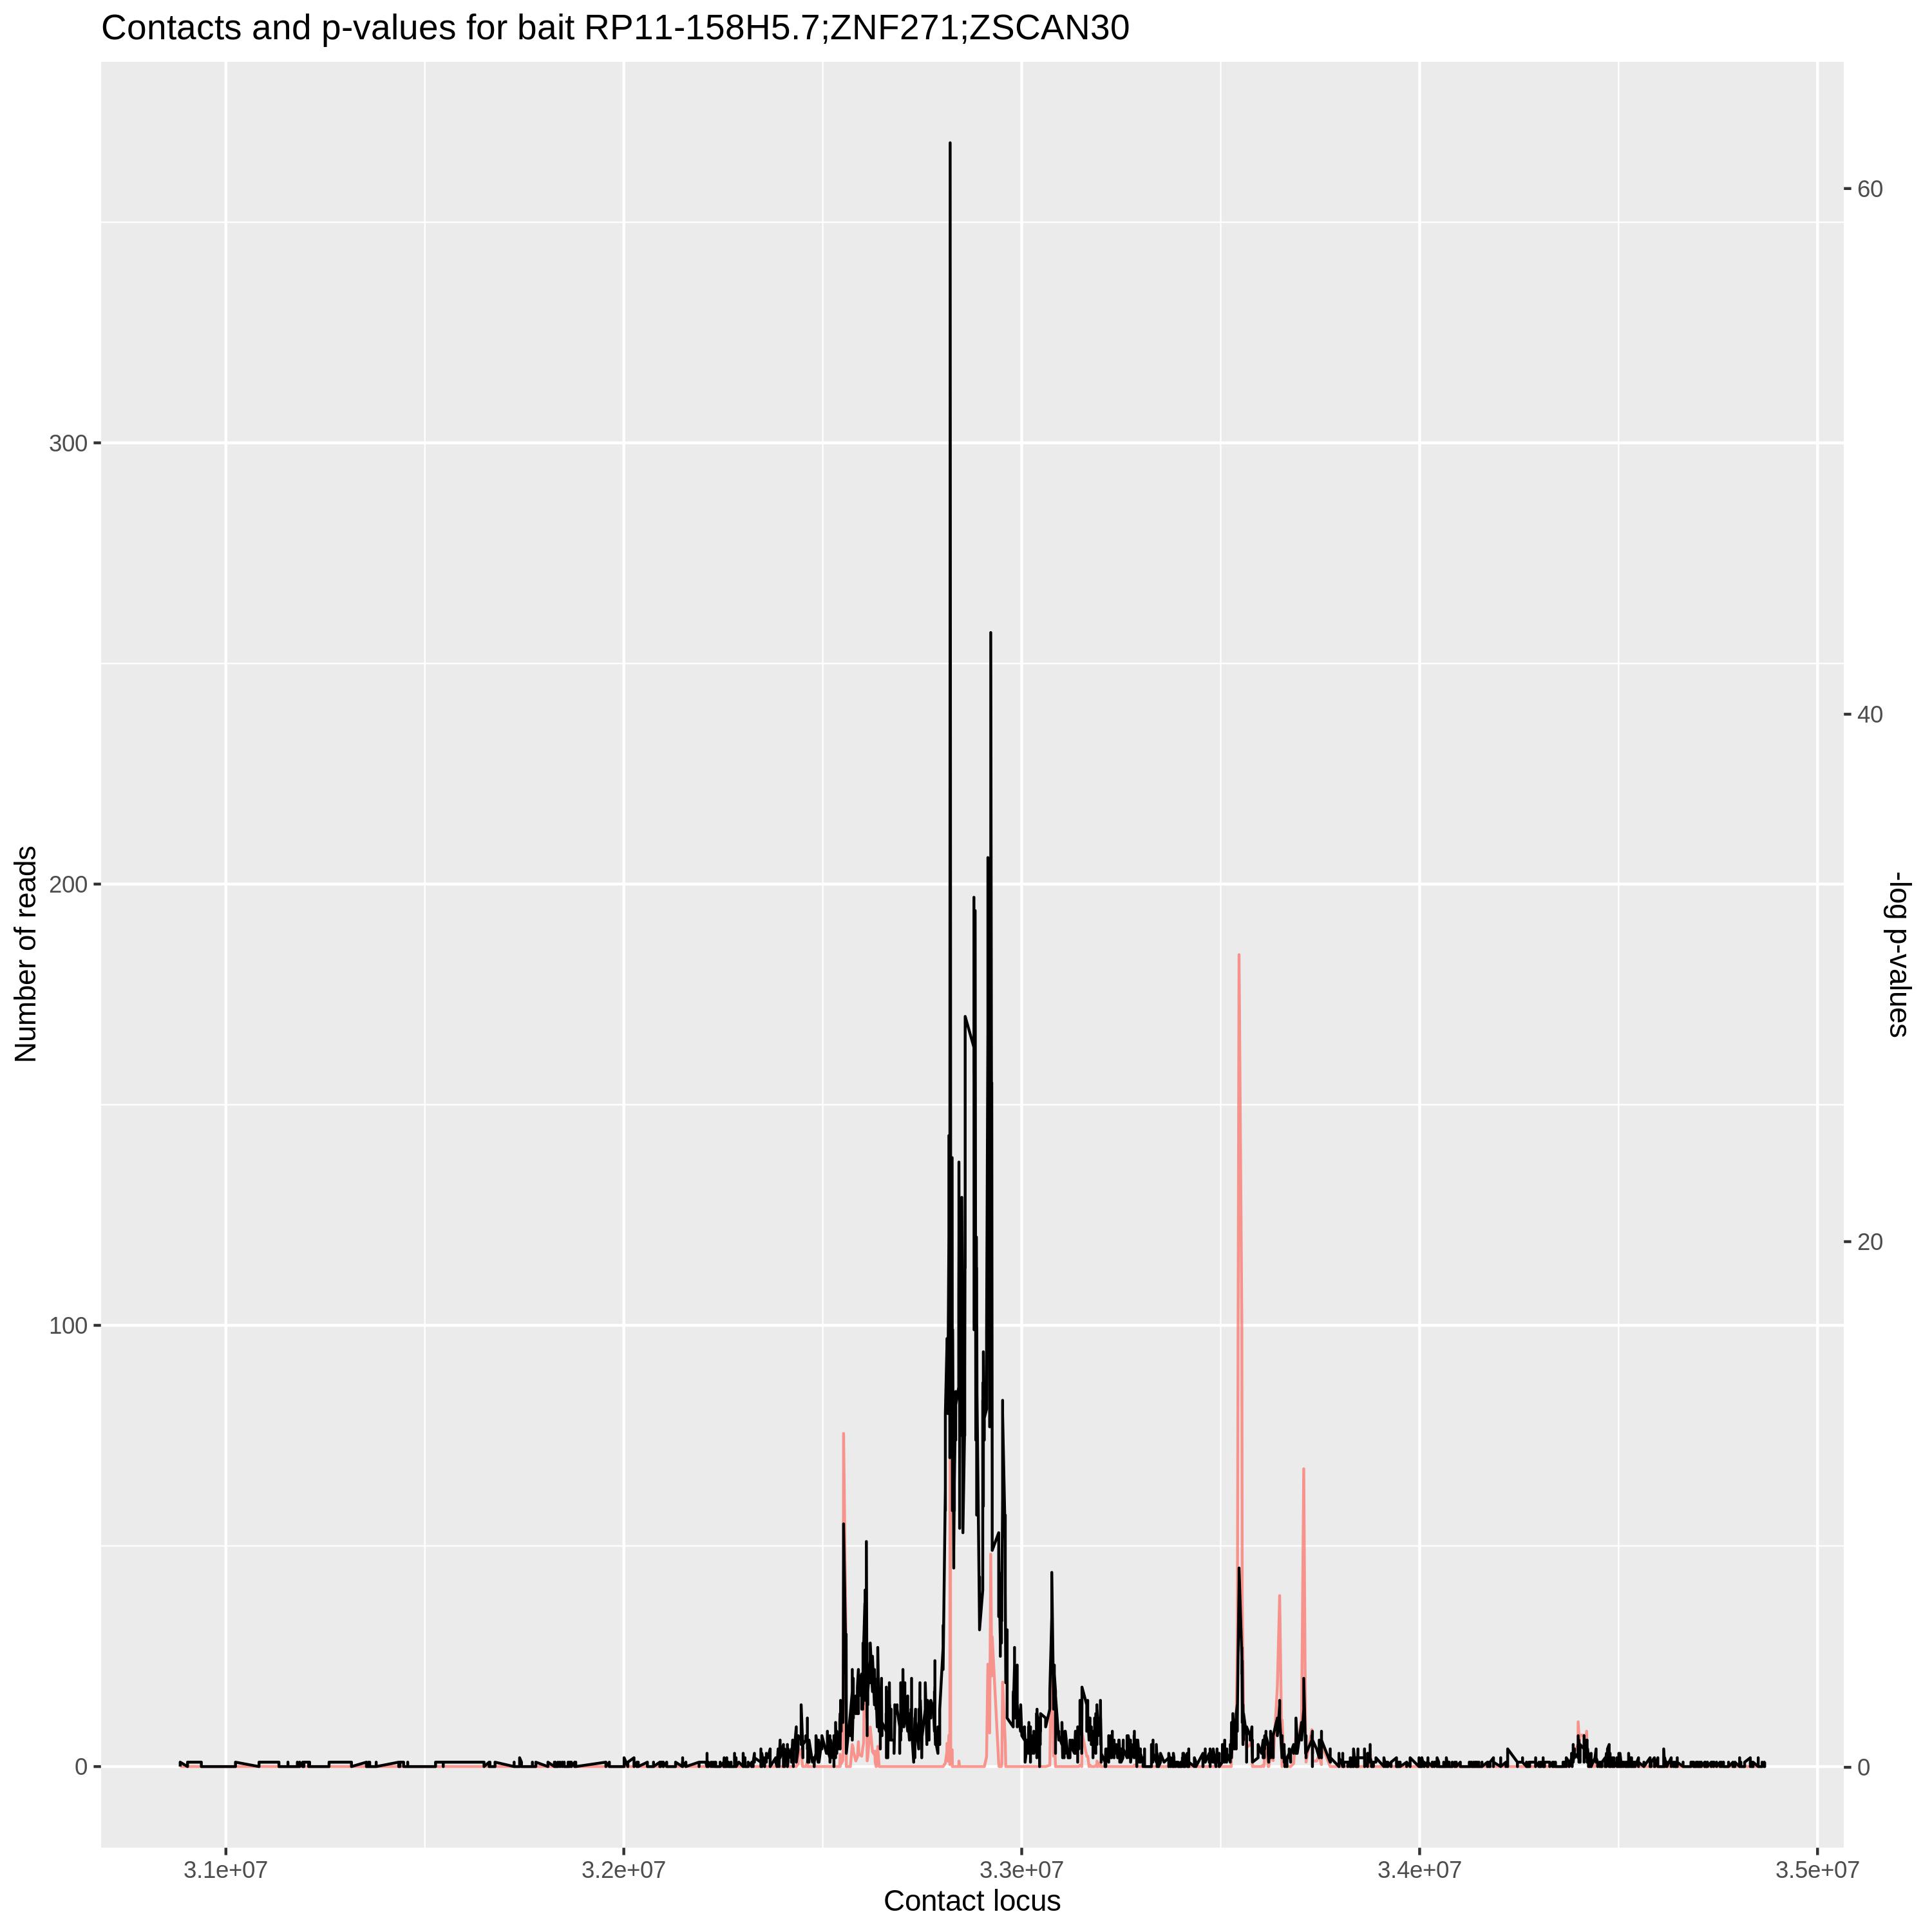 Contacts and p-values for bait RP11-158H5.7;ZNF271;ZSCAN30
60
300
40
Number of reads
200
-log p-values
20
100
0
0
3.1e+07
3.2e+07
3.3e+07
3.4e+07
3.5e+07
Contact locus